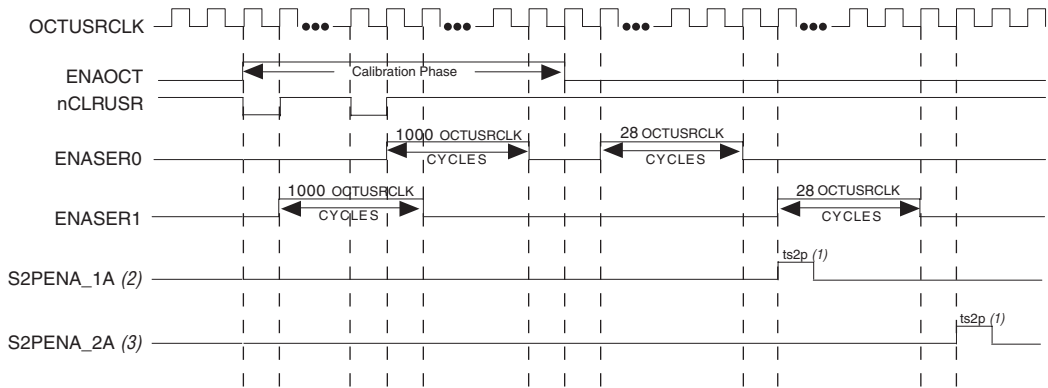 OCTUSRCLK
ENAOCT
Calibration Phase
nCLRUSR
ENASER0
1000 OCTUSRCLK
CYCLES
28 OCTUSRCLK
CYCLES
ENASER1
1000 OCTUSRCLK
CYCLES
28 OCTUSRCLK
CYCLES
S2PENA_1A (2)
ts2p (1)
S2PENA_2A (3)
ts2p (1)